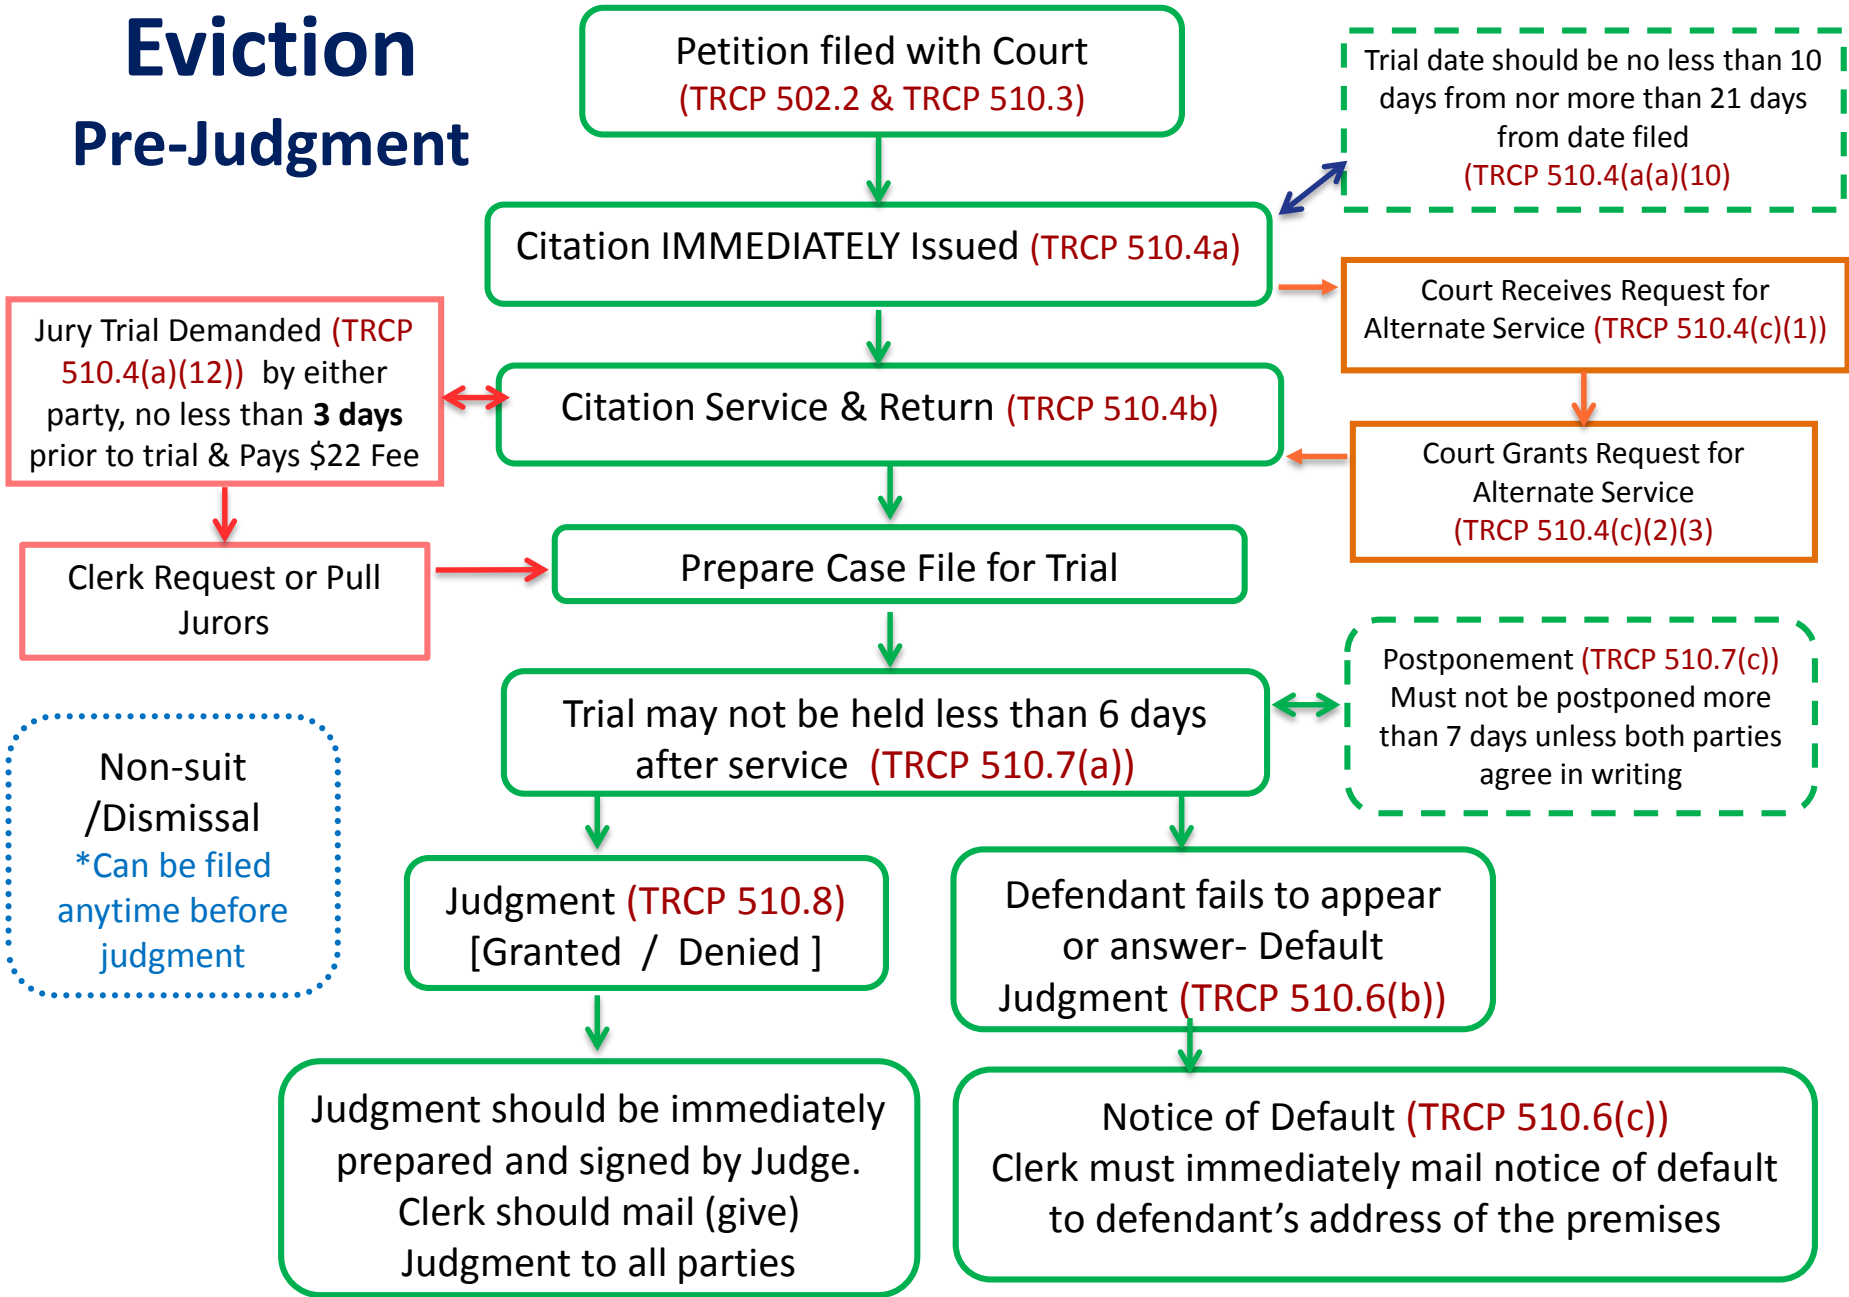 Eviction
Pre-Judgment
Petition filed with Court
(TRCP 502.2 & TRCP 510.3)
Trial date should be no less than 10
days from nor more than 21 days
from date filed
(TRCP 510.4(a(a)(10)
Citation IMMEDIATELY Issued (TRCP 510.4a)
Court Receives Request for
Alternate Service (TRCP 510.4(c)(1))
Jury Trial Demanded (TRCP
510.4(a)(12)) by either
party, no less than 3 days
prior to trial & Pays $22 Fee
Citation Service & Return (TRCP 510.4b)
Court Grants Request for
Alternate Service
(TRCP 510.4(c)(2)(3)
Clerk Request or Pull
Jurors
Prepare Case File for Trial
Trial may not be held less than 6 days
after service (TRCP 510.7(a))
Postponement (TRCP 510.7(c))
Must not be postponed more
than 7 days unless both parties
agree in writing
Non-suit
/Dismissal
*Can be filed
anytime before
judgment
Judgment (TRCP 510.8)
[Granted / Denied ]
Defendant fails to appear
or answer- Default
Judgment (TRCP 510.6(b))
Judgment should be immediately
prepared and signed by Judge.
Clerk should mail (give)
Judgment to all parties
Notice of Default (TRCP 510.6(c))
Clerk must immediately mail notice of default
to defendant’s address of the premises